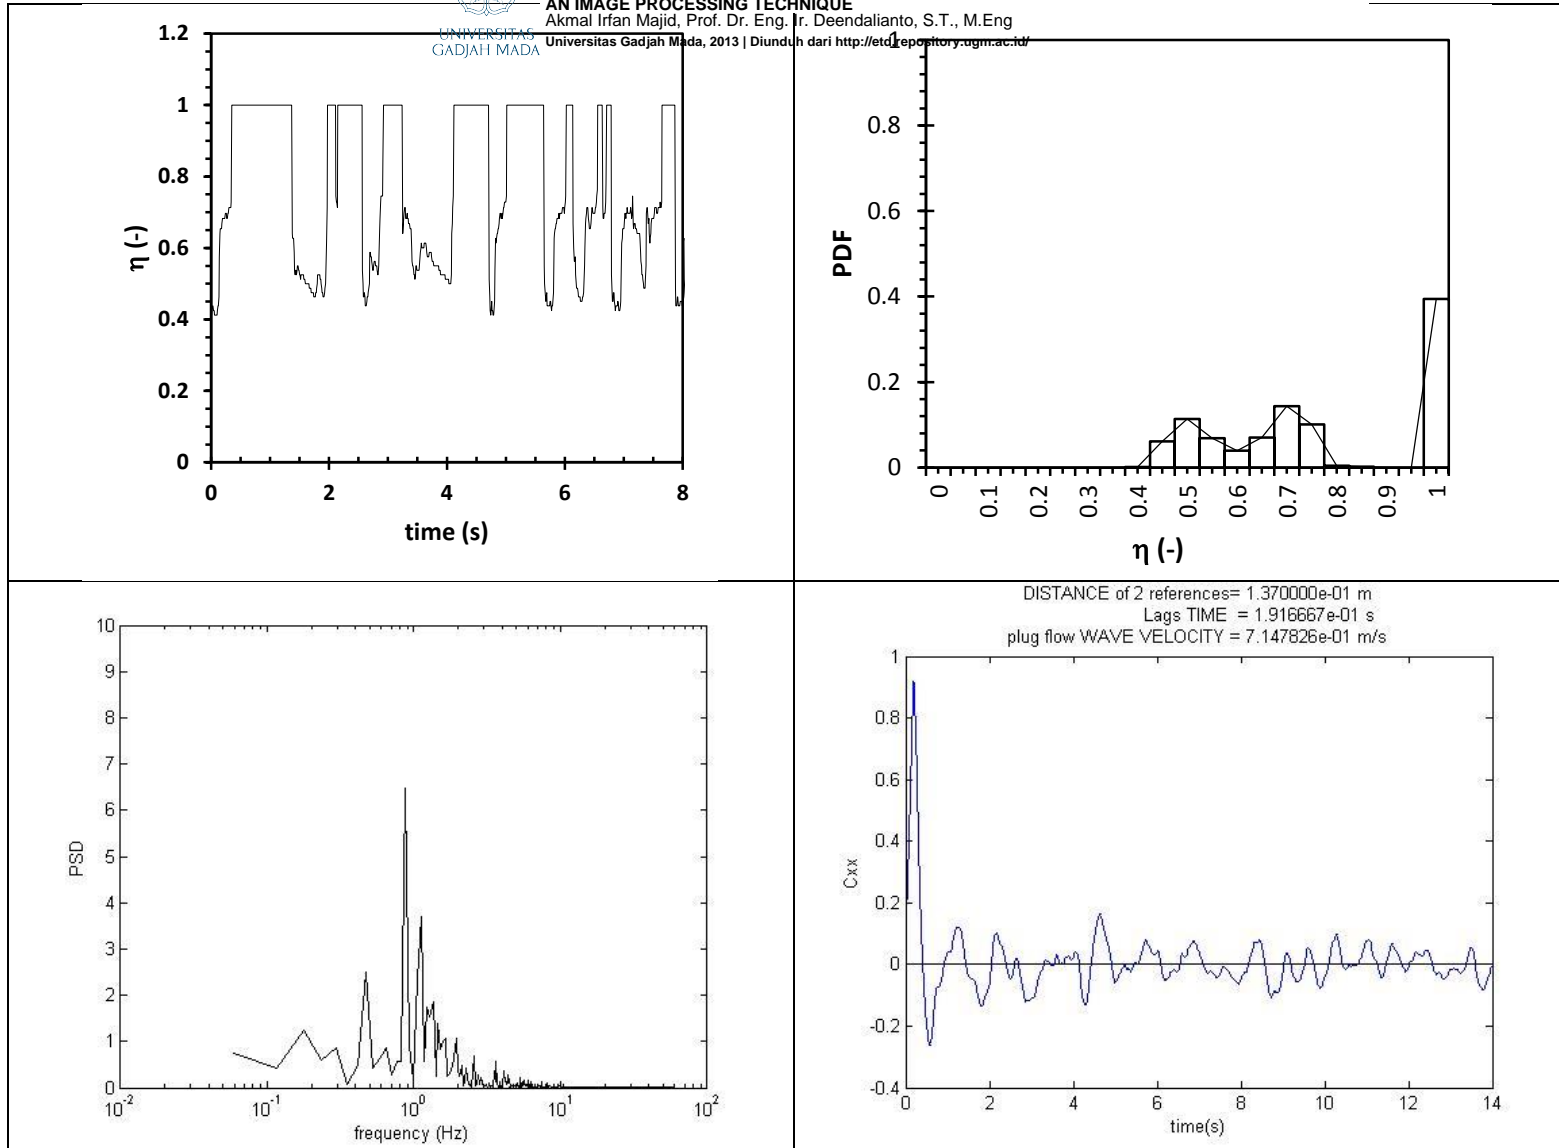 AN IMAGE PROCESSING TECHNIQUE
Akmal Irfan Majid, Prof. Dr. Eng. Ir. Deendalianto, S.T., M.Eng
Universitas Gadjah Mada, 2013 | Diunduh dari http://etd.repository.ugm.ac.id/
UNIVERSITAS
GADJAH MADA
1.2
1
0.8
0.6
0.4
0.2
0
η (-)
0 2 4 6 8
time (s)
1
0.8
0.6
0.4
0.2
0
PDF
0 0.1 0.2 0.3 0.4 0.5 0.6 0.7 0.8 0.9 1
η (-)
10
9
8
7
6
5
4
3
2
1
0
PSD
10⁻² 10⁻¹ 10⁰ 10¹ 10²
frequency (Hz)
DISTANCE of 2 references= 1.370000e-01 m
Lags TIME = 1.916667e-01 s
plug flow WAVE VELOCITY = 7.147826e-01 m/s
1
0.8
0.6
0.4
0.2
0
-0.2
-0.4
Cxx
0 2 4 6 8 10 12 14
time(s)